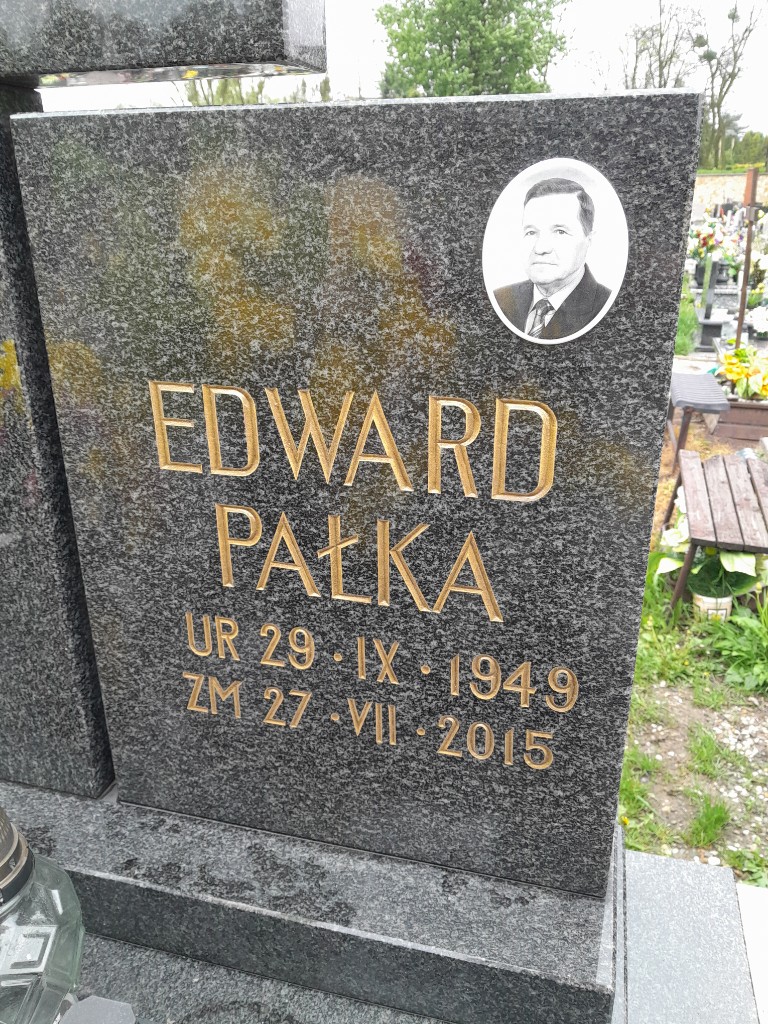 EDWARD
PAŁKA
UR 29 · IX · 1949
ZM 27 · VII · 2015